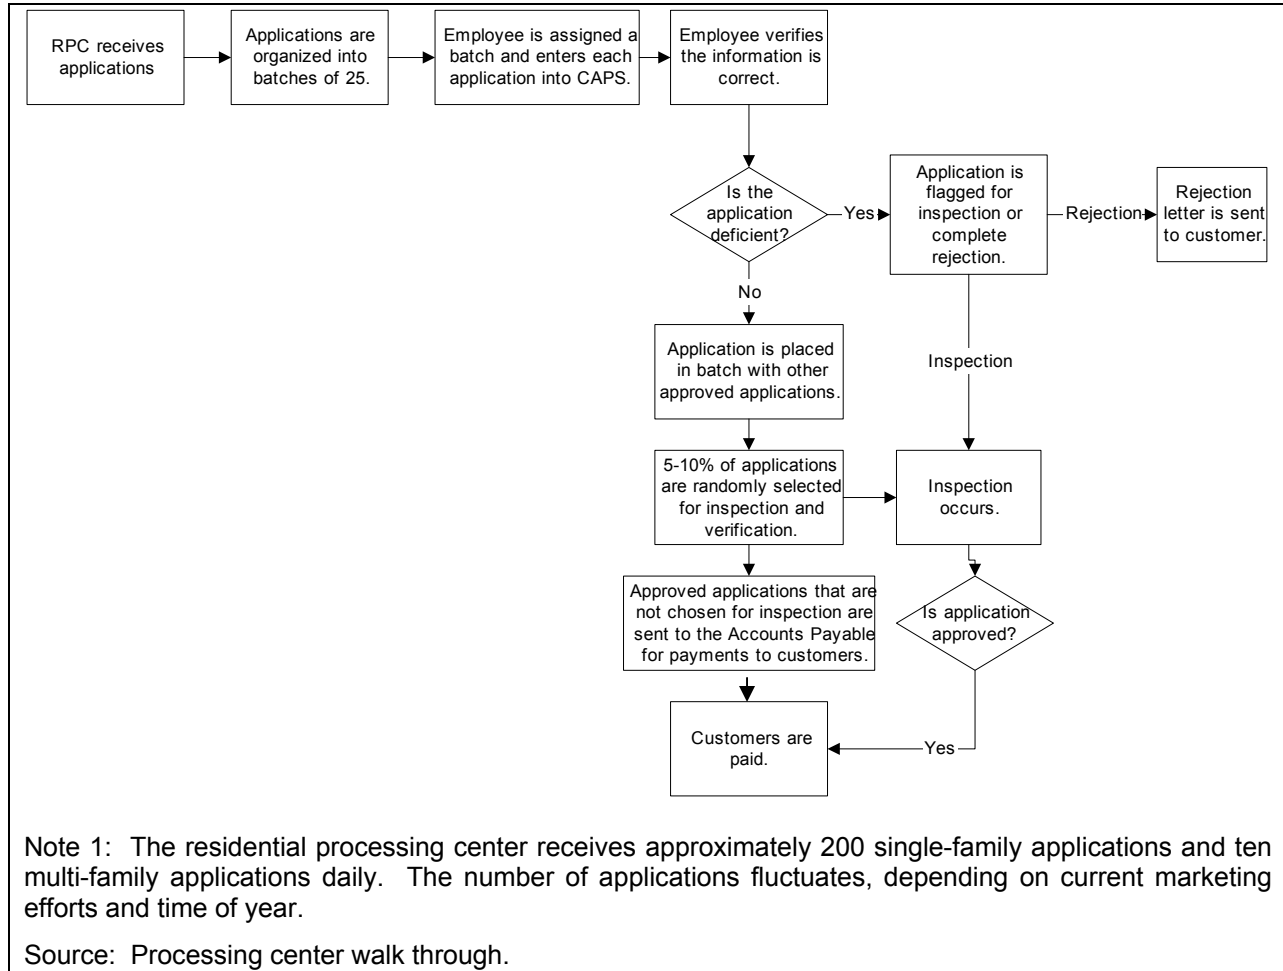 RPC receives
applications
Applications are
organized into
batches of 25.
Employee is assigned a
batch and enters each
application into CAPS.
Employee verifies
the information is
correct.
Is the
application
deficient?
Yes
Application is
flagged for
inspection or
complete
rejection.
Rejection
Rejection
letter is sent
to customer.
No
Inspection
Application is placed
in batch with other
approved applications.
5-10% of applications
are randomly selected
for inspection and
verification.
Inspection
occurs.
Approved applications that are
not chosen for inspection are
sent to the Accounts Payable
for payments to customers.
Is application
approved?
Customers are
paid.
Yes
Note 1: The residential processing center receives approximately 200 single-family applications and ten
multi-family applications daily. The number of applications fluctuates, depending on current marketing
efforts and time of year.
Source: Processing center walk through.